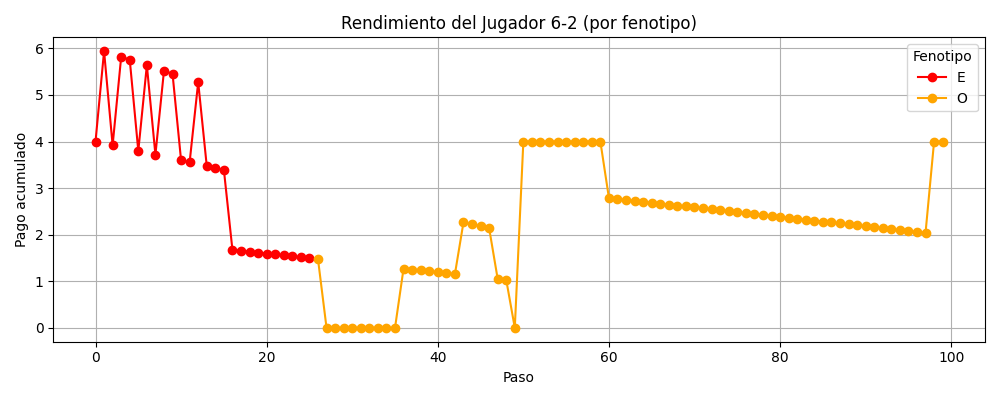 Rendimiento del Jugador 6-2 (por fenotipo)
Pago acumulado
6
5
4
3
2
1
0
0 20 40 60 80 100
Paso
Fenotipo
E
O